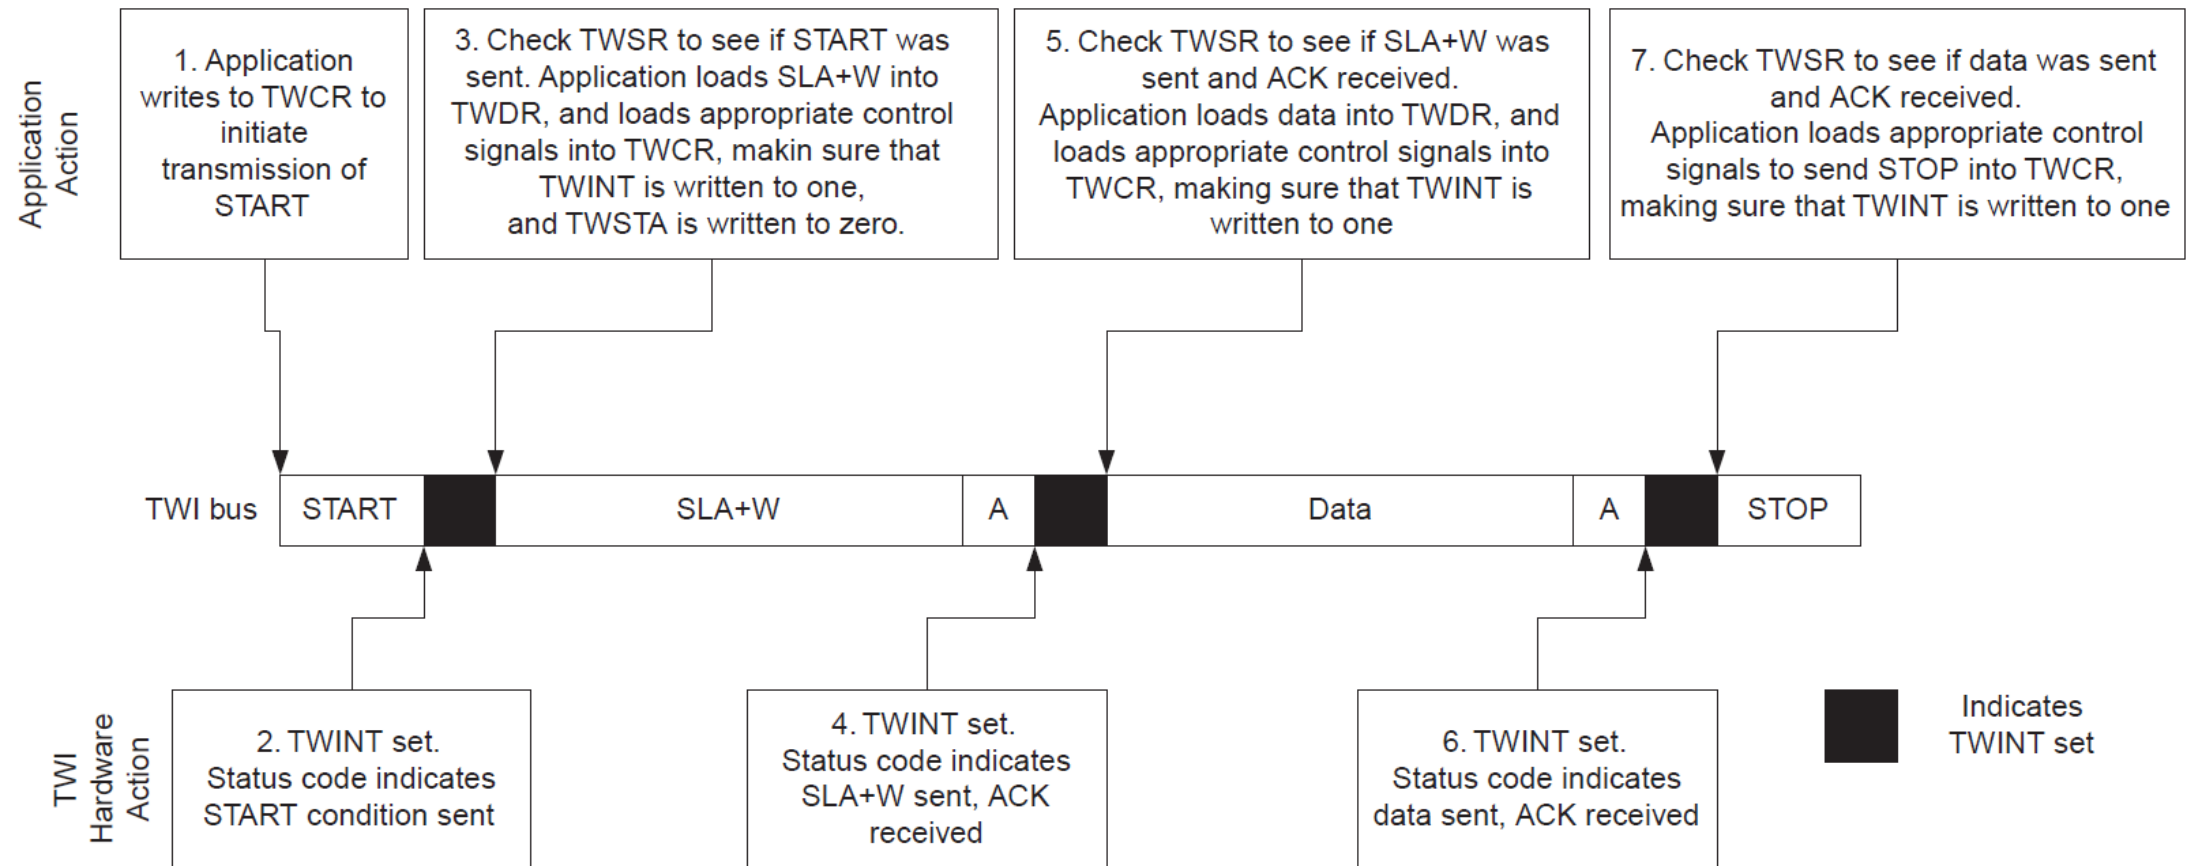 Application
Action
1. Application
writes to TWCR to
initiate
transmission of
START
3. Check TWSR to see if START was
sent. Application loads SLA+W into
TWDR, and loads appropriate control
signals into TWCR, makin sure that
TWINT is written to one,
and TWSTA is written to zero.
5. Check TWSR to see if SLA+W was
sent and ACK received.
Application loads data into TWDR, and
loads appropriate control signals into
TWCR, making sure that TWINT is
written to one
7. Check TWSR to see if data was sent
and ACK received.
Application loads appropriate control
signals to send STOP into TWCR,
making sure that TWINT is written to one
TWI bus
START
SLA+W
A
Data
A
STOP
TWI
Hardware
Action
2. TWINT set.
Status code indicates
START condition sent
4. TWINT set.
Status code indicates
SLA+W sent, ACK
received
6. TWINT set.
Status code indicates
data sent, ACK received
Indicates
TWINT set